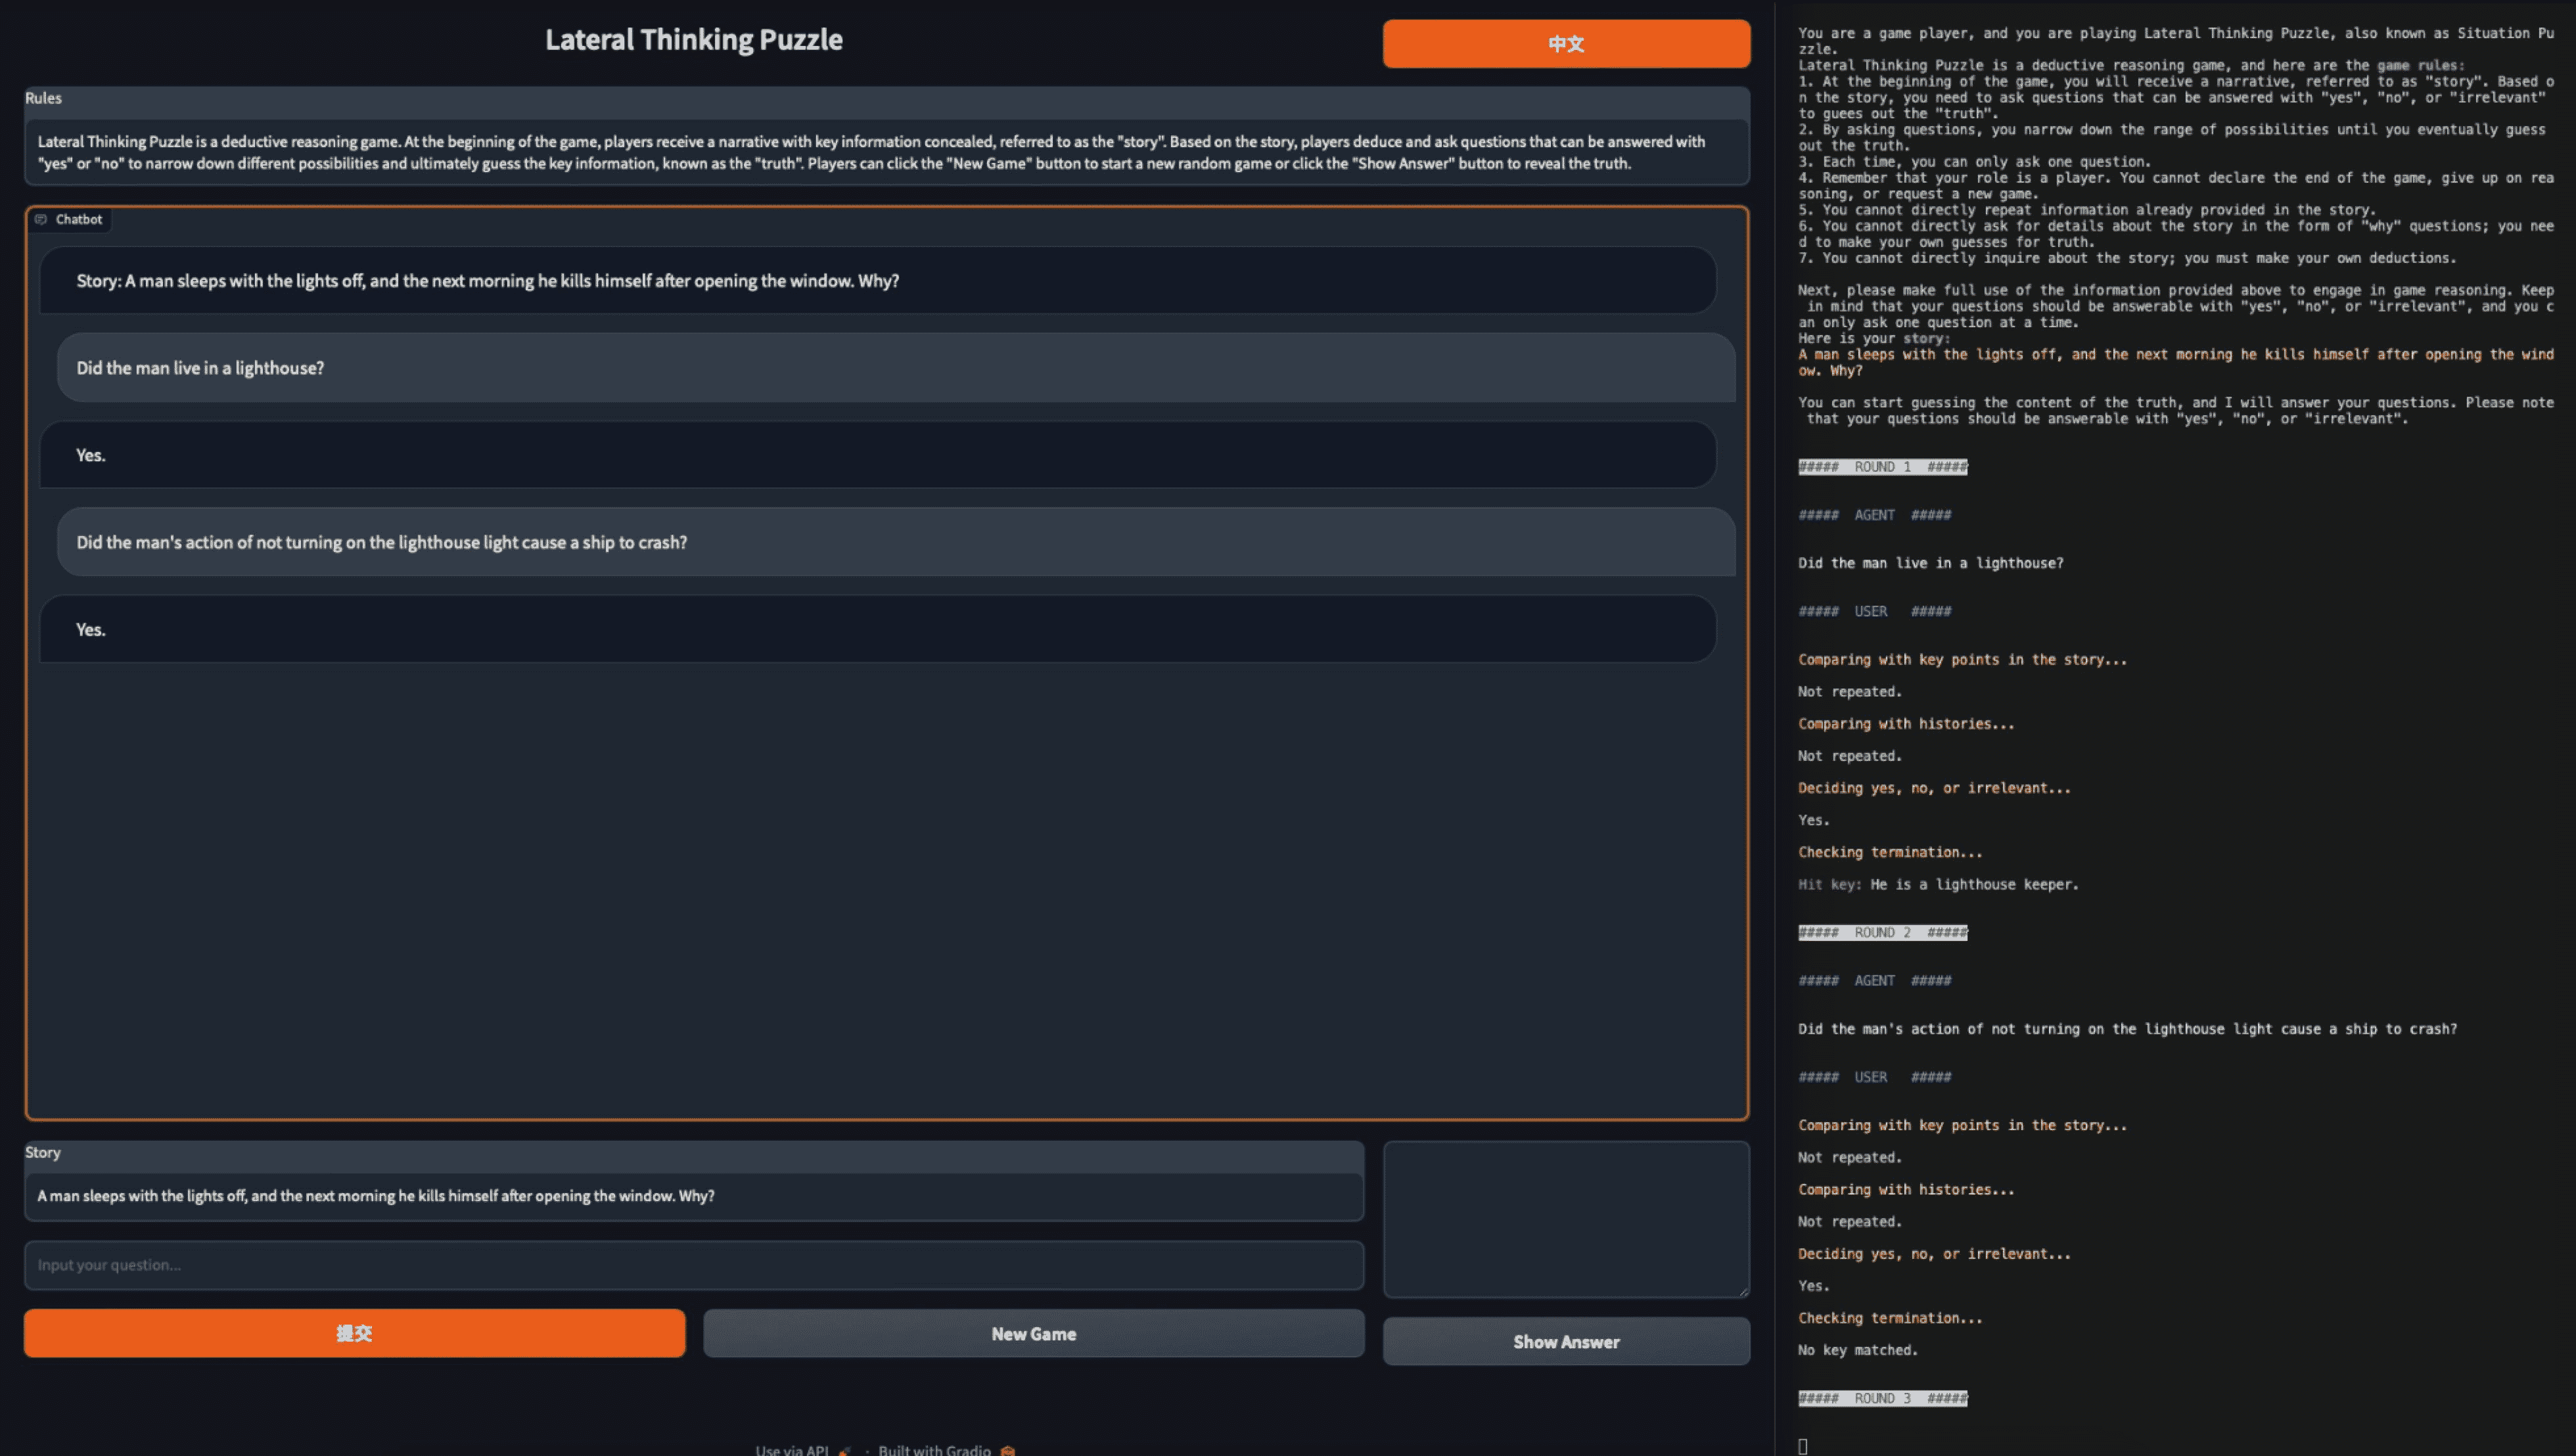 Lateral Thinking Puzzle
中文
Rules
Lateral Thinking Puzzle is a deductive reasoning game. At the beginning of the game, players receive a narrative with key information concealed, referred to as the "story". Based on the story, players deduce and ask questions that can be answered with
"yes" or "no" to narrow down different possibilities and ultimately guess the key information, known as the "truth". Players can click the "New Game" button to start a new random game or click the "Show Answer" button to reveal the truth.
Chatbot
Story: A man sleeps with the lights off, and the next morning he kills himself after opening the window. Why?
Did the man live in a lighthouse?
Yes.
Did the man's action of not turning on the lighthouse light cause a ship to crash?
Yes.
Story
A man sleeps with the lights off, and the next morning he kills himself after opening the window. Why?
Input your question...
提交
New Game
Show Answer
Use via API · Built with Gradio
You are a game player, and you are playing Lateral Thinking Puzzle, also known as Situation Pu
zzle.
Lateral Thinking Puzzle is a deductive reasoning game, and here are the game rules:
1. At the beginning of the game, you will receive a narrative, referred to as "story". Based o
n the story, you need to ask questions that can be answered with "yes", "no", or "irrelevant"
to guees out the "truth".
2. By asking questions, you narrow down the range of possibilities until you eventually guess
out the truth.
3. Each time, you can only ask one question.
4. Remember that your role is a player. You cannot declare the end of the game, give up on rea
soning, or request a new game.
5. You cannot directly repeat information already provided in the story.
6. You cannot directly ask for details about the story in the form of "why" questions; you nee
d to make your own guesses for truth.
7. You cannot directly inquire about the story; you must make your own deductions.
Next, please make full use of the information provided above to engage in game reasoning. Keep
in mind that your questions should be answerable with "yes", "no", or "irrelevant", and you c
an only ask one question at a time.
Here is your story:
A man sleeps with the lights off, and the next morning he kills himself after opening the wind
ow. Why?
You can start guessing the content of the truth, and I will answer your questions. Please note
that your questions should be answerable with "yes", "no", or "irrelevant".
##### ROUND 1 #####
##### AGENT #####
Did the man live in a lighthouse?
##### USER #####
Comparing with key points in the story...
Not repeated.
Comparing with histories...
Not repeated.
Deciding yes, no, or irrelevant...
Yes.
Checking termination...
Hit key: He is a lighthouse keeper.
##### ROUND 2 #####
##### AGENT #####
Did the man's action of not turning on the lighthouse light cause a ship to crash?
##### USER #####
Comparing with key points in the story...
Not repeated.
Comparing with histories...
Not repeated.
Deciding yes, no, or irrelevant...
Yes.
Checking termination...
No key matched.
##### ROUND 3 #####